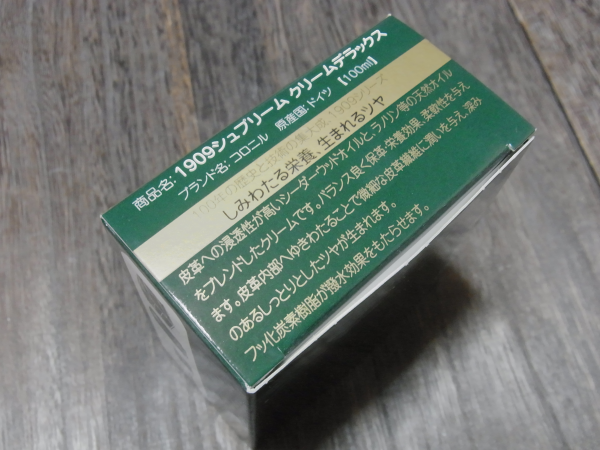 商品名: 1909シュプリーム クリームデラックス
ブランド名: コロニル 原産国: ドイツ 【100ml】
しみわたる栄養、生まれるツヤ
皮革への浸透性が高いシーダーウッドオイルと、ラノリン等の天然オイル
をブレンドしたクリームです。バランス良く保革・栄養効果、柔軟性を与え
ます。皮革内部へゆきわたることで微細な皮革繊維に潤いを与え、深み
のあるしっとりとしたツヤが生まれます。
フッ化炭素樹脂が撥水効果をもたらせます。